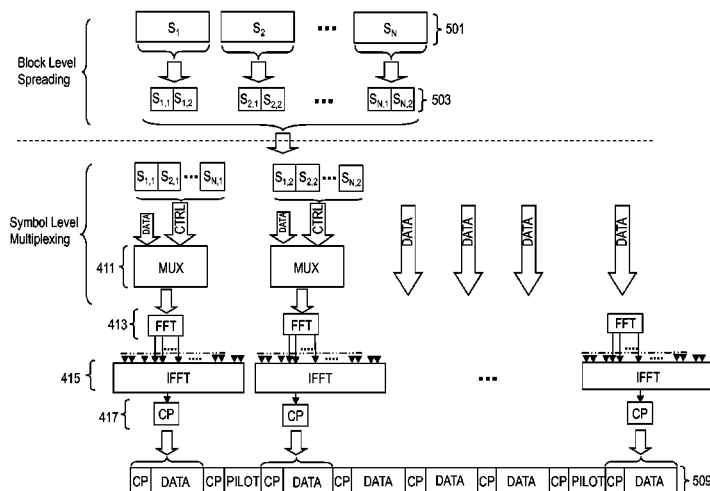 S1 S2 ... SN 501
Block Level
Spreading
S1,1 S1,2 S2,1 S2,2 ... SN,1 SN,2 503
S1,1 S2,1 ... SN,1 S1,2 S2,2 ... SN,2
Symbol Level
Multiplexing
DATA CTRL DATA CTRL DATA DATA DATA DATA
411 MUX MUX
413 FFT FFT FFT
415 IFFT IFFT ... IFFT
417 CP CP CP
CP DATA CP PILOT CP DATA CP DATA CP DATA CP DATA CP PILOT CP DATA 509